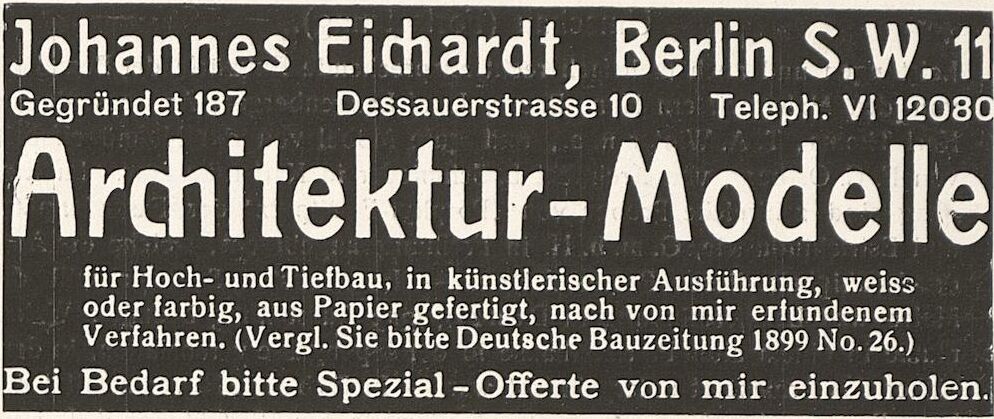 Johannes Eichardt, Berlin S.W. 11
Gegründet 187 Dessauerstrasse 10 Teleph. VI 12080
Architektur-Modelle
für Hoch- und Tiefbau, in künstlerischer Ausführung, weiss
oder farbig, aus Papier gefertigt, nach von mir erfundenem
Verfahren. (Vergl. Sie bitte Deutsche Bauzeitung 1899 No. 26.)
Bei Bedarf bitte Spezial-Offerte von mir einzuholen.